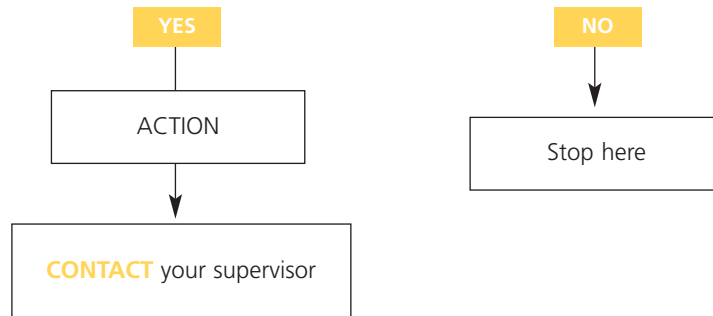 YES
NO
ACTION
Stop here
CONTACT your supervisor